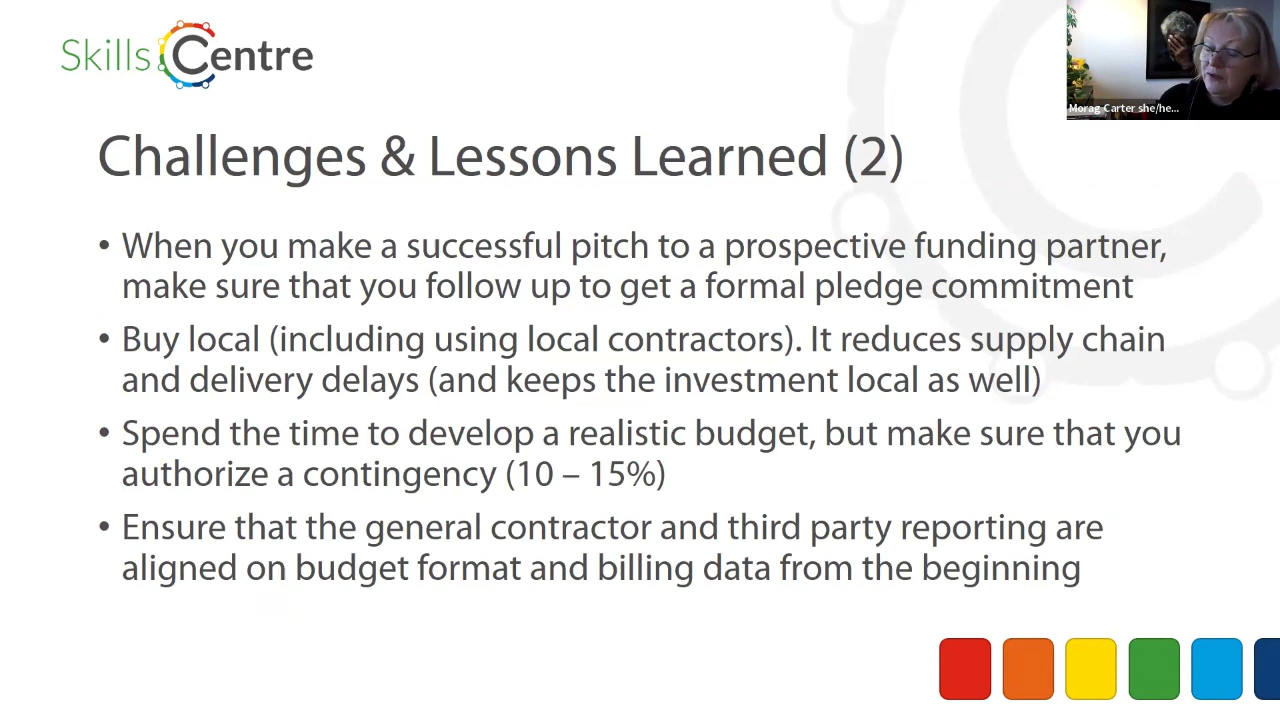 Skills Centre
Morag Carter she/he...
Challenges & Lessons Learned (2)
• When you make a successful pitch to a prospective funding partner,
make sure that you follow up to get a formal pledge commitment
• Buy local (including using local contractors). It reduces supply chain
and delivery delays (and keeps the investment local as well)
• Spend the time to develop a realistic budget, but make sure that you
authorize a contingency (10 – 15%)
• Ensure that the general contractor and third party reporting are
aligned on budget format and billing data from the beginning